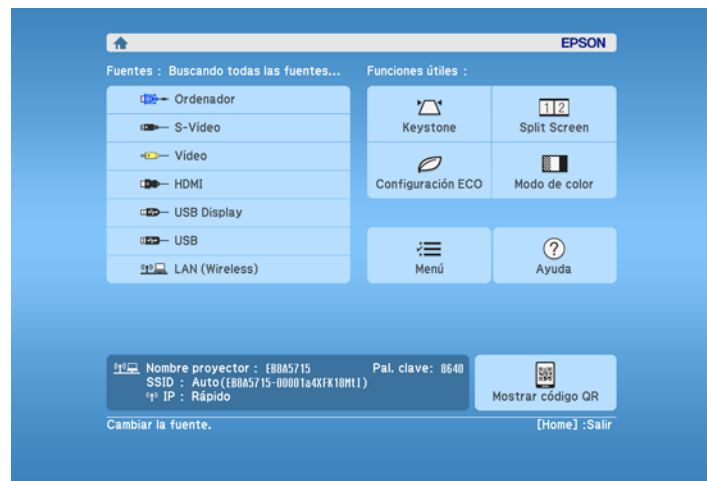 EPSON
Fuentes : Buscando todas las fuentes...
Funciones útiles :
Ordenador
S-Vídeo
Vídeo
HDMI
USB Display
USB
LAN (Wireless)
Keystone
1 2
Split Screen
Configuración ECO
Modo de color
Menú
?
Ayuda
Nombre proyector : EB8A5715
Pal. clave: 8640
SSID : Auto(EB8A5715-00001a4XFK18MtI)
IP : Rápido
Mostrar código QR
Cambiar la fuente.
[Home] :Salir